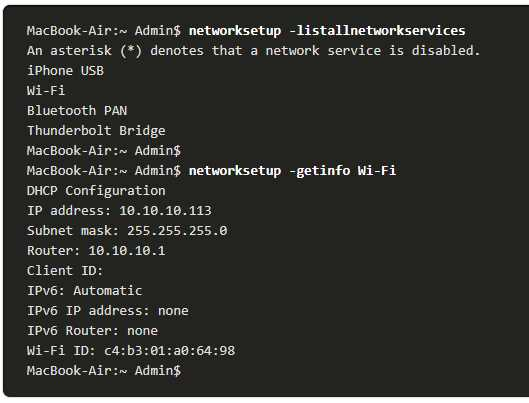 MacBook-Air:~ Admin$ networksetup -listallnetworkservices
An asterisk (*) denotes that a network service is disabled.
iPhone USB
Wi-Fi
Bluetooth PAN
Thunderbolt Bridge
MacBook-Air:~ Admin$
MacBook-Air:~ Admin$ networksetup -getinfo Wi-Fi
DHCP Configuration
IP address: 10.10.10.113
Subnet mask: 255.255.255.0
Router: 10.10.10.1
Client ID:
IPv6: Automatic
IPv6 IP address: none
IPv6 Router: none
Wi-Fi ID: c4:b3:01:a0:64:98
MacBook-Air:~ Admin$